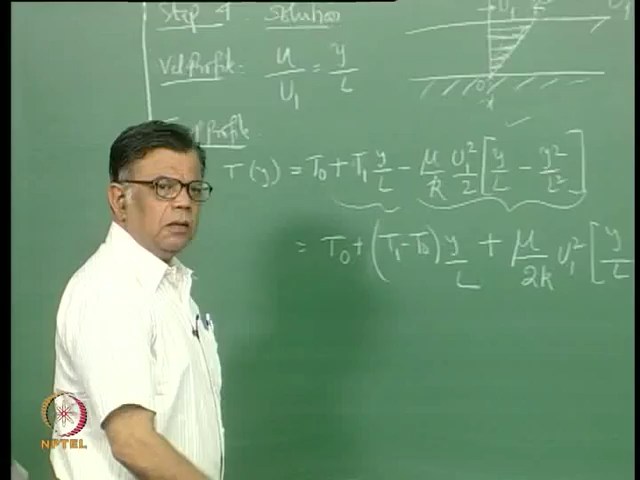 Step 4 Solution
U₁
Vel Profile: u/U₁ = y/L
Profile:
T(y) = T₀ + T₁ y/L − μ/k U₁²/2 [y/L − y²/L²]
= T₀ + (T₁ − T₀) y/L + μ/2k U₁² [y/L
NPTEL